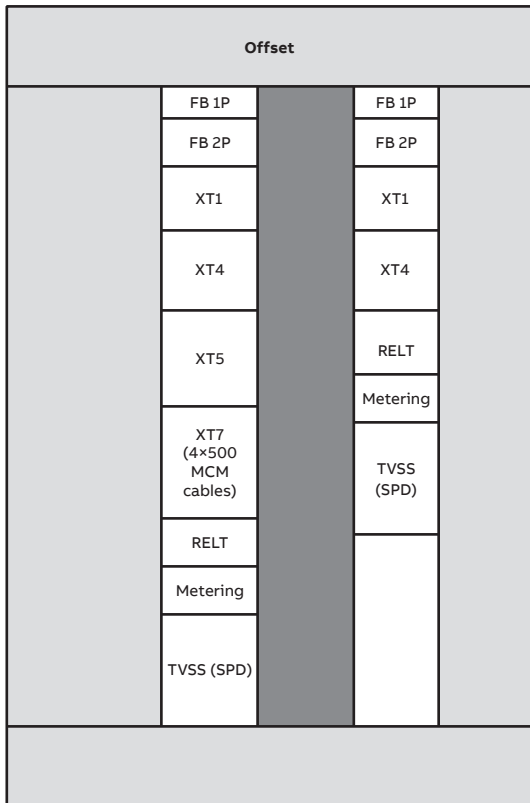 Offset
FB 1P
FB 2P
XT1
XT4
XT5
XT7
(4×500
MCM
cables)
RELT
Metering
TVSS (SPD)
FB 1P
FB 2P
XT1
XT4
RELT
Metering
TVSS
(SPD)